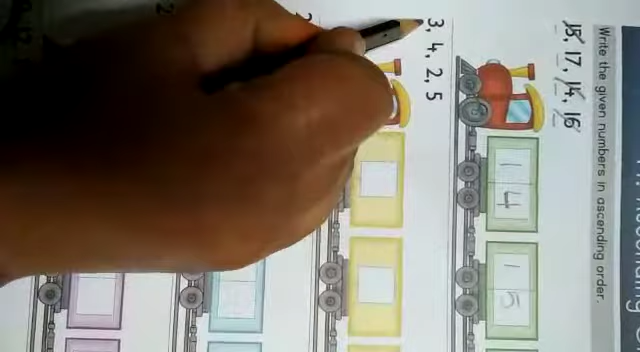 Write the given numbers in ascending order.
15, 17, 14, 16
14 15
3, 4, 2, 5